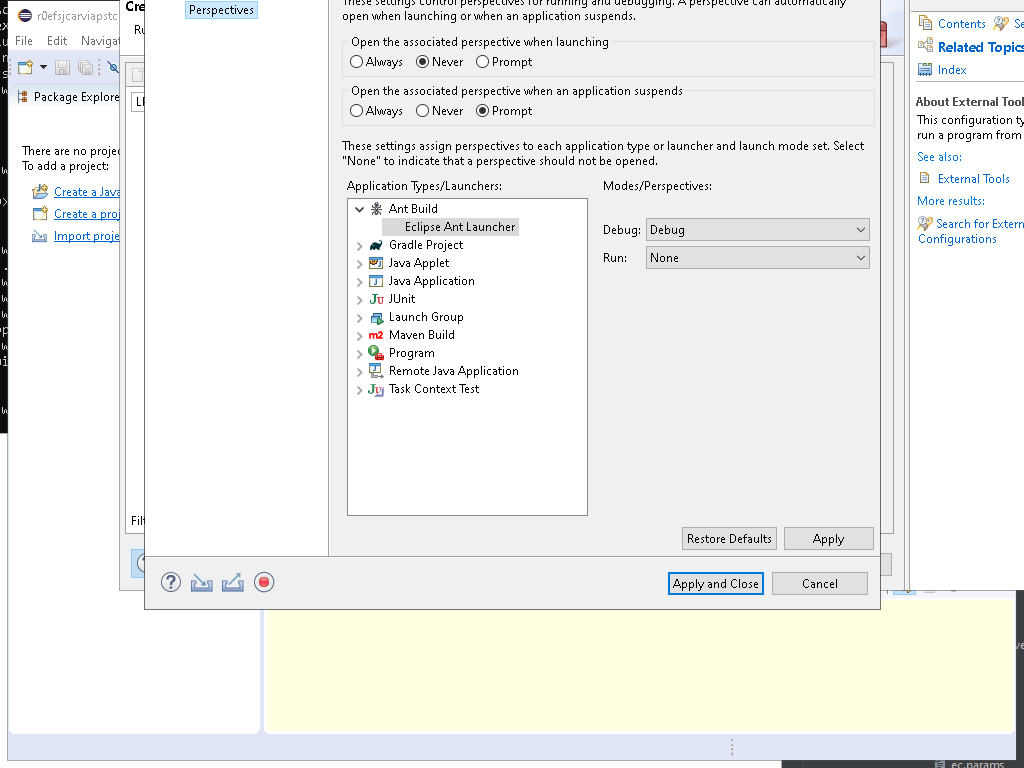 r0efsjcarviapstc
File Edit Navigat
Package Explore
There are no projec
To add a project:
Create a Java
Create a proj
Import proje
Cre
Ru
Perspectives
These settings control perspectives for running and debugging. A perspective can automatically
open when launching or when an application suspends.
Open the associated perspective when launching
Always Never Prompt
Open the associated perspective when an application suspends
Always Never Prompt
These settings assign perspectives to each application type or launcher and launch mode set. Select
"None" to indicate that a perspective should not be opened.
Application Types/Launchers:
Ant Build
Eclipse Ant Launcher
Gradle Project
Java Applet
Java Application
JUnit
Launch Group
Maven Build
Program
Remote Java Application
Task Context Test
Modes/Perspectives:
Debug: Debug
Run: None
Restore Defaults Apply
Apply and Close Cancel
Filt
Contents Se
Related Topics
Index
About External Tool
This configuration ty
run a program from
See also:
External Tools
More results:
Search for Extern
Configurations
ec.params